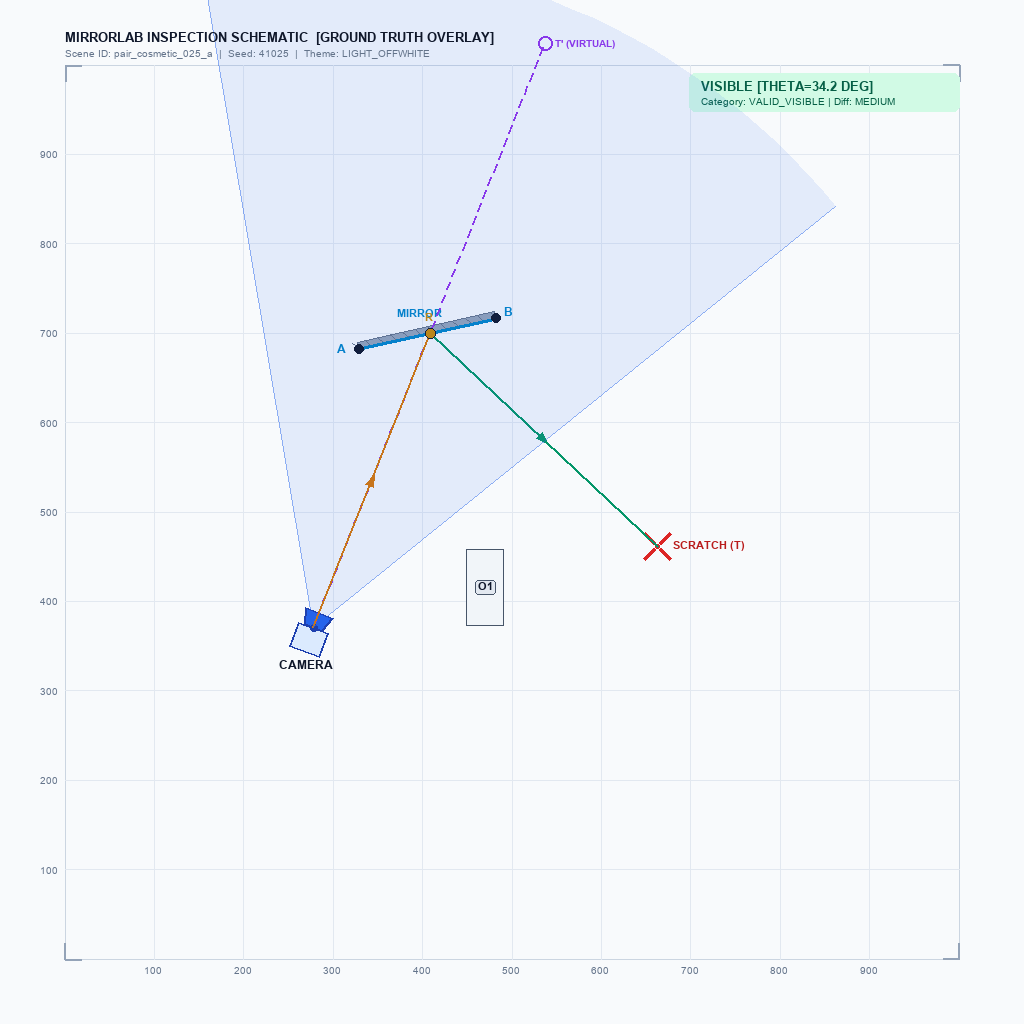 MIRRORLAB INSPECTION SCHEMATIC [GROUND TRUTH OVERLAY]
Scene ID: pair_cosmetic_025_a | Seed: 41025 | Theme: LIGHT_OFFWHITE
T' (VIRTUAL)
VISIBLE [THETA=34.2 DEG]
Category: VALID_VISIBLE | Diff: MEDIUM
900
800
700
600
500
400
300
200
100
MIRROR
R
B
A
SCRATCH (T)
O1
CAMERA
100
200
300
400
500
600
700
800
900